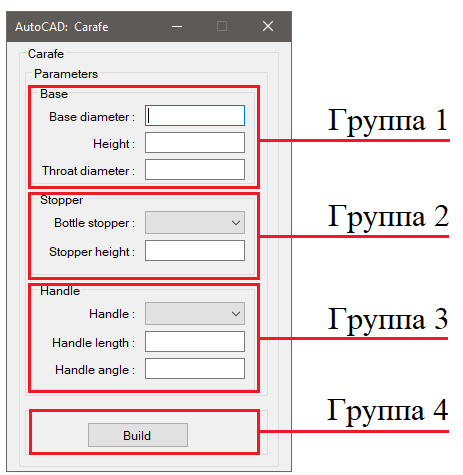 AutoCAD: Carafe
Carafe
Parameters
Base
Base diameter :
Height :
Throat diameter :
Группа 1
Stopper
Bottle stopper :
Stopper height :
Группа 2
Handle
Handle :
Handle length :
Handle angle :
Группа 3
Build
Группа 4